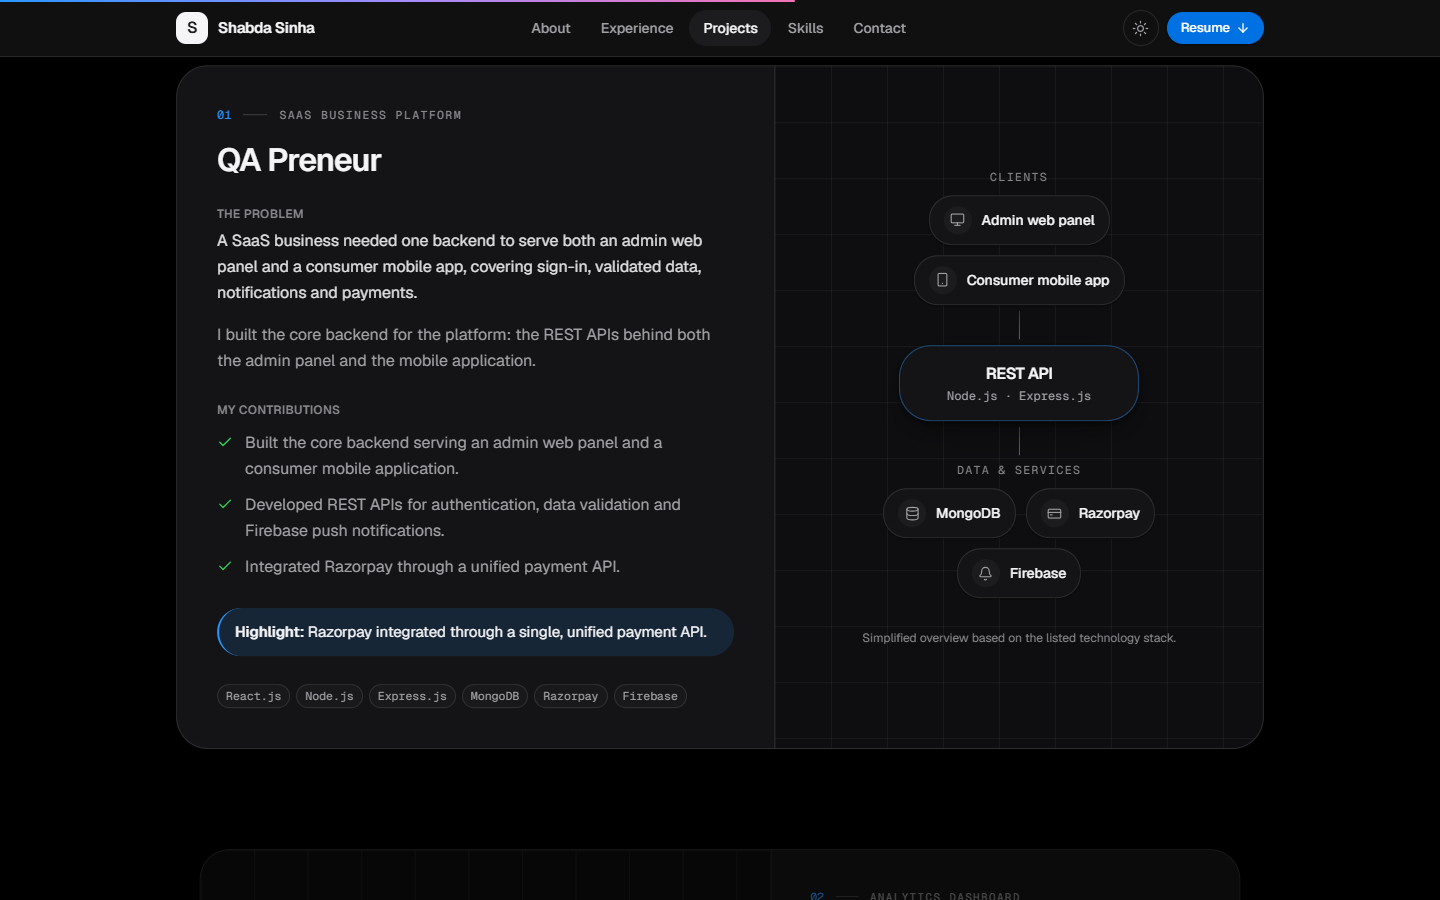 S Shabda Sinha
About Experience Projects Skills Contact
Resume
01 SAAS BUSINESS PLATFORM
QA Preneur
THE PROBLEM
A SaaS business needed one backend to serve both an admin web
panel and a consumer mobile app, covering sign-in, validated data,
notifications and payments.
I built the core backend for the platform: the REST APIs behind both
the admin panel and the mobile application.
MY CONTRIBUTIONS
Built the core backend serving an admin web panel and a
consumer mobile application.
Developed REST APIs for authentication, data validation and
Firebase push notifications.
Integrated Razorpay through a unified payment API.
Highlight: Razorpay integrated through a single, unified payment API.
React.js Node.js Express.js MongoDB Razorpay Firebase
CLIENTS
Admin web panel
Consumer mobile app
REST API
Node.js · Express.js
DATA & SERVICES
MongoDB Razorpay
Firebase
Simplified overview based on the listed technology stack.
02 ANALYTICS DASHBOARD